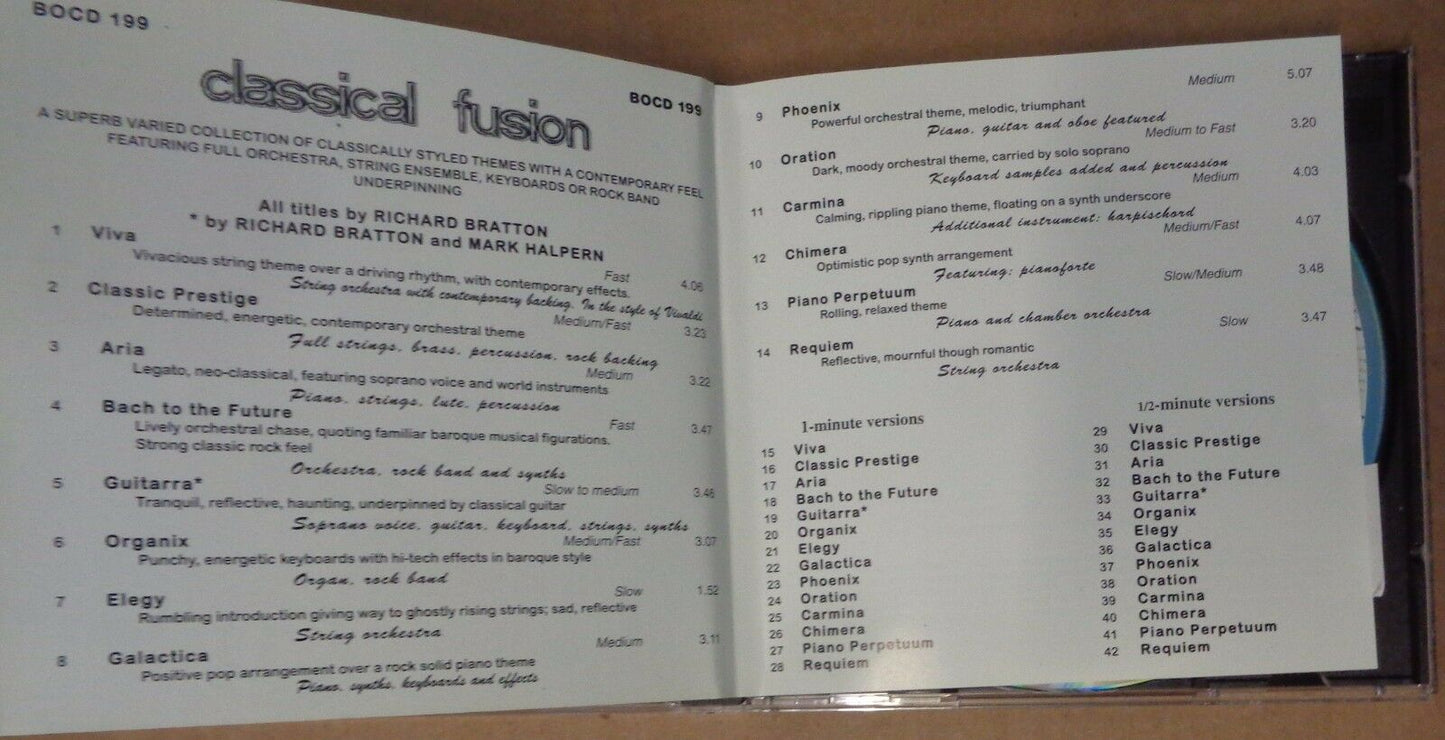 BOCD 199
classical fusion
BOCD 199
A SUPERB VARIED COLLECTION OF CLASSICALLY STYLED THEMES WITH A CONTEMPORARY FEEL
FEATURING FULL ORCHESTRA, STRING ENSEMBLE, KEYBOARDS OR ROCK BAND
UNDERPINNING
All titles by RICHARD BRATTON
* by RICHARD BRATTON and MARK HALPERN
1 Viva Fast 4.06
Vivacious string theme over a driving rhythm, with contemporary effects.
String orchestra with contemporary backing. In the style of Vivaldi
2 Classic Prestige Medium/Fast 3.23
Determined, energetic, contemporary orchestral theme
Full strings, brass, percussion, rock backing
3 Aria Medium 3.22
Legato, neo-classical, featuring soprano voice and world instruments
Piano, strings, lute, percussion
4 Bach to the Future Fast 3.47
Lively orchestral chase, quoting familiar baroque musical figurations.
Strong classic rock feel
Orchestra, rock band and synths
5 Guitarra* Slow to medium 3.46
Tranquil, reflective, haunting, underpinned by classical guitar
Soprano voice, guitar, keyboard, strings, synths
6 Organix Medium/Fast 3.07
Punchy, energetic keyboards with hi-tech effects in baroque style
Organ, rock band
7 Elegy Slow 1.52
Rumbling introduction giving way to ghostly rising strings; sad, reflective
String orchestra
8 Galactica Medium 3.11
Positive pop arrangement over a rock solid piano theme
Piano, synths, keyboards and effects
9 Phoenix Medium 5.07
Powerful orchestral theme, melodic, triumphant
Piano, guitar and oboe featured
10 Oration Medium to Fast 3.20
Dark, moody orchestral theme, carried by solo soprano
Keyboard samples added and percussion
11 Carmina Medium 4.03
Calming, rippling piano theme, floating on a synth underscore
Additional instrument: harpischord
12 Chimera Medium/Fast 4.07
Optimistic pop synth arrangement
Featuring: pianoforte
13 Piano Perpetuum Slow/Medium 3.48
Rolling, relaxed theme
Piano and chamber orchestra
14 Requiem Slow 3.47
Reflective, mournful though romantic
String orchestra
1-minute versions
15 Viva
16 Classic Prestige
17 Aria
18 Bach to the Future
19 Guitarra*
20 Organix
21 Elegy
22 Galactica
23 Phoenix
24 Oration
25 Carmina
26 Chimera
27 Piano Perpetuum
28 Requiem
1/2-minute versions
29 Viva
30 Classic Prestige
31 Aria
32 Bach to the Future
33 Guitarra*
34 Organix
35 Elegy
36 Galactica
37 Phoenix
38 Oration
39 Carmina
40 Chimera
41 Piano Perpetuum
42 Requiem